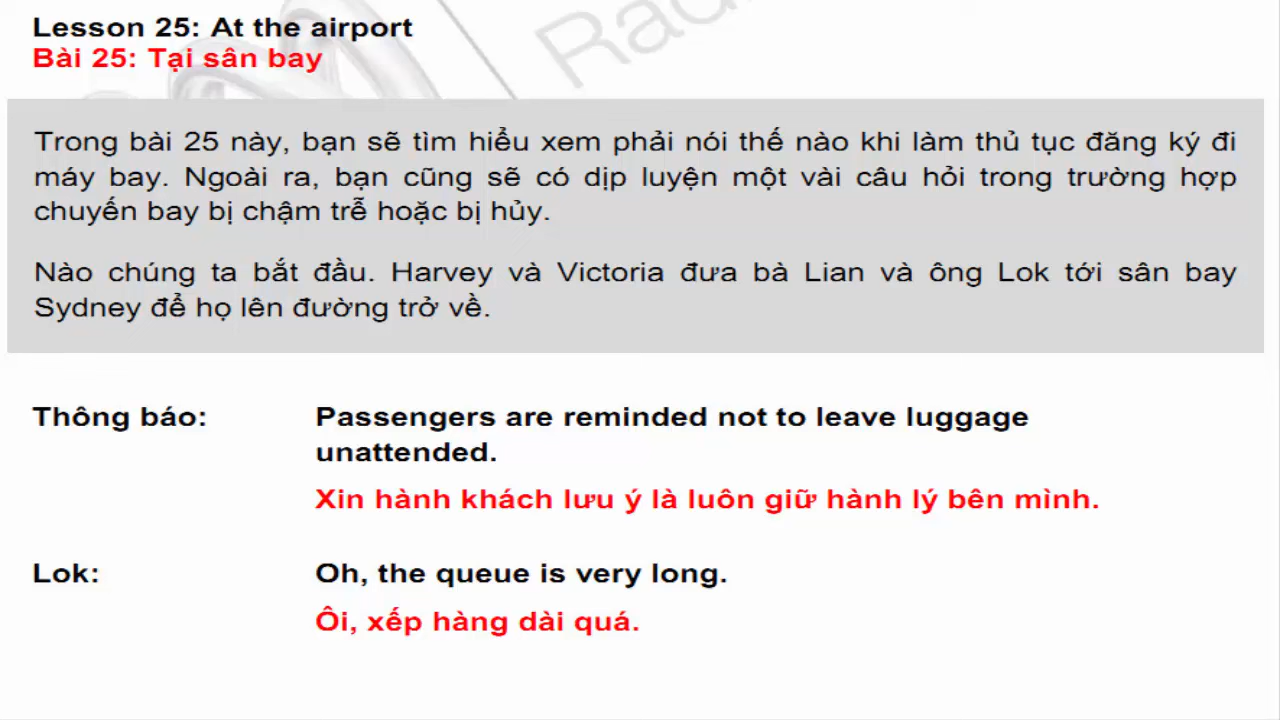 Lesson 25: At the airport
Bài 25: Tại sân bay
Trong bài 25 này, bạn sẽ tìm hiểu xem phải nói thế nào khi làm thủ tục đăng ký đi
máy bay. Ngoài ra, bạn cũng sẽ có dịp luyện một vài câu hỏi trong trường hợp
chuyến bay bị chậm trễ hoặc bị hủy.
Nào chúng ta bắt đầu. Harvey và Victoria đưa bà Lian và ông Lok tới sân bay
Sydney để họ lên đường trở về.
Thông báo: Passengers are reminded not to leave luggage
unattended.
Xin hành khách lưu ý là luôn giữ hành lý bên mình.
Lok: Oh, the queue is very long.
Ôi, xếp hàng dài quá.